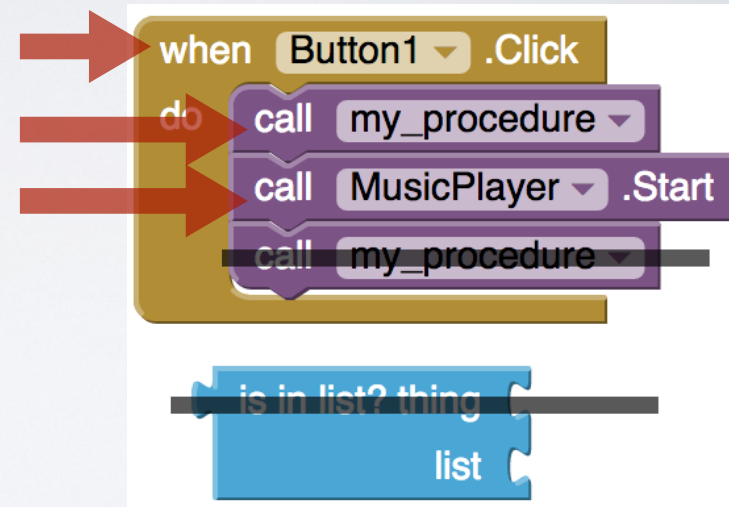 when Button1 .Click
do call my_procedure
call MusicPlayer .Start
call my_procedure
is in list? thing
list